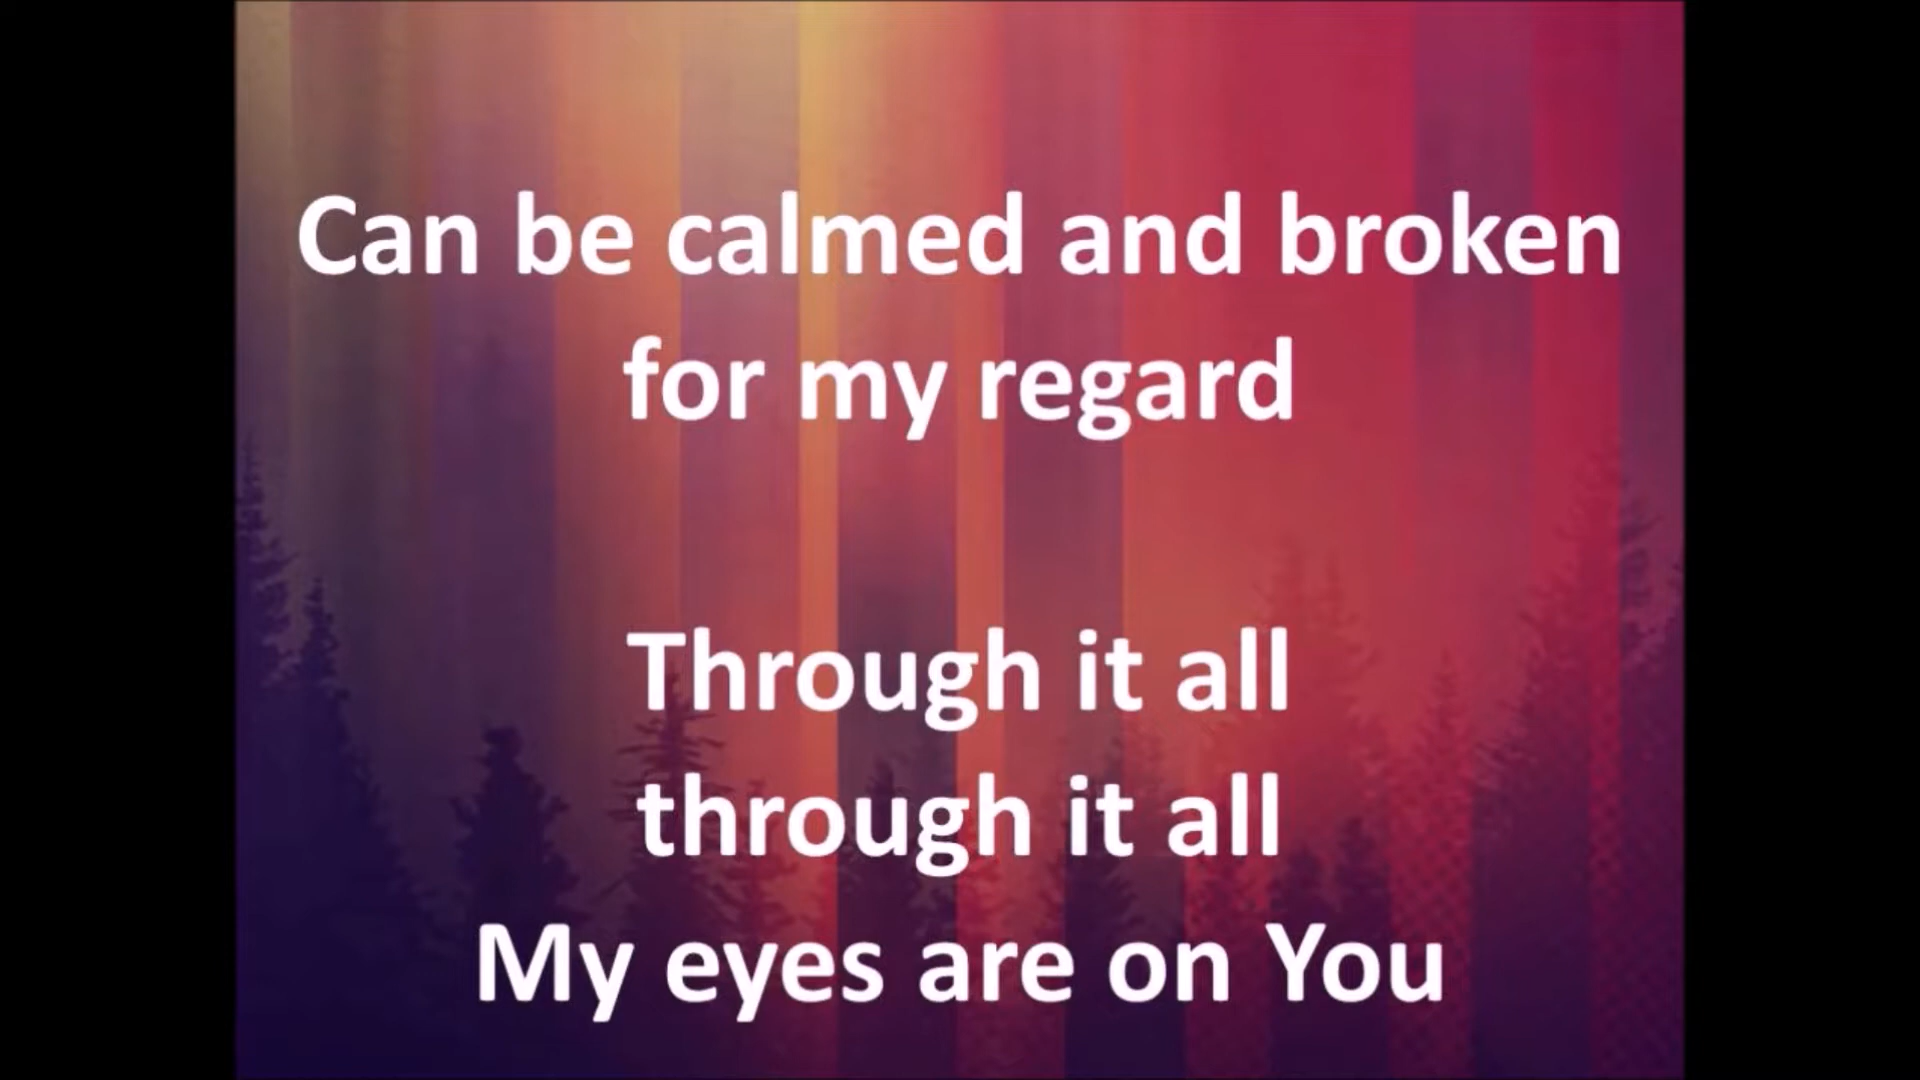 Can be calmed and broken
for my regard
Through it all
through it all
My eyes are on You